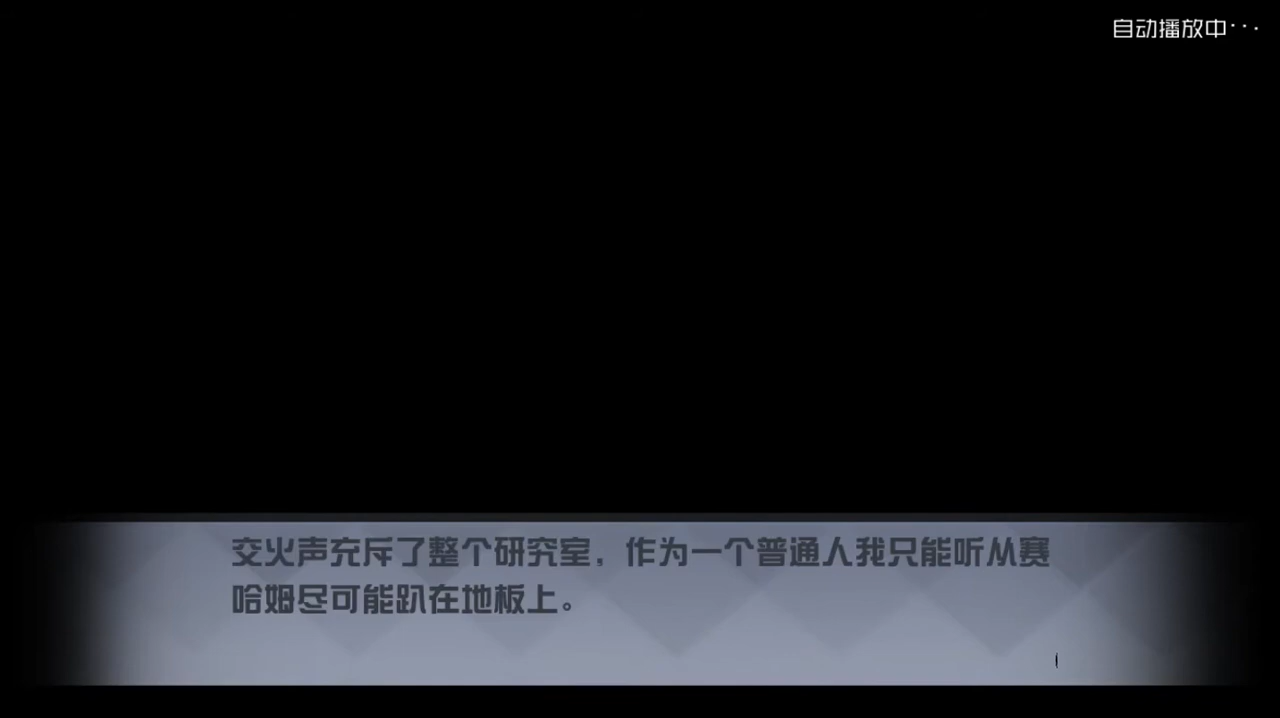 自动播放中···
交火声充斥了整个研究室，作为一个普通人我只能听从赛
哈姆尽可能趴在地板上。